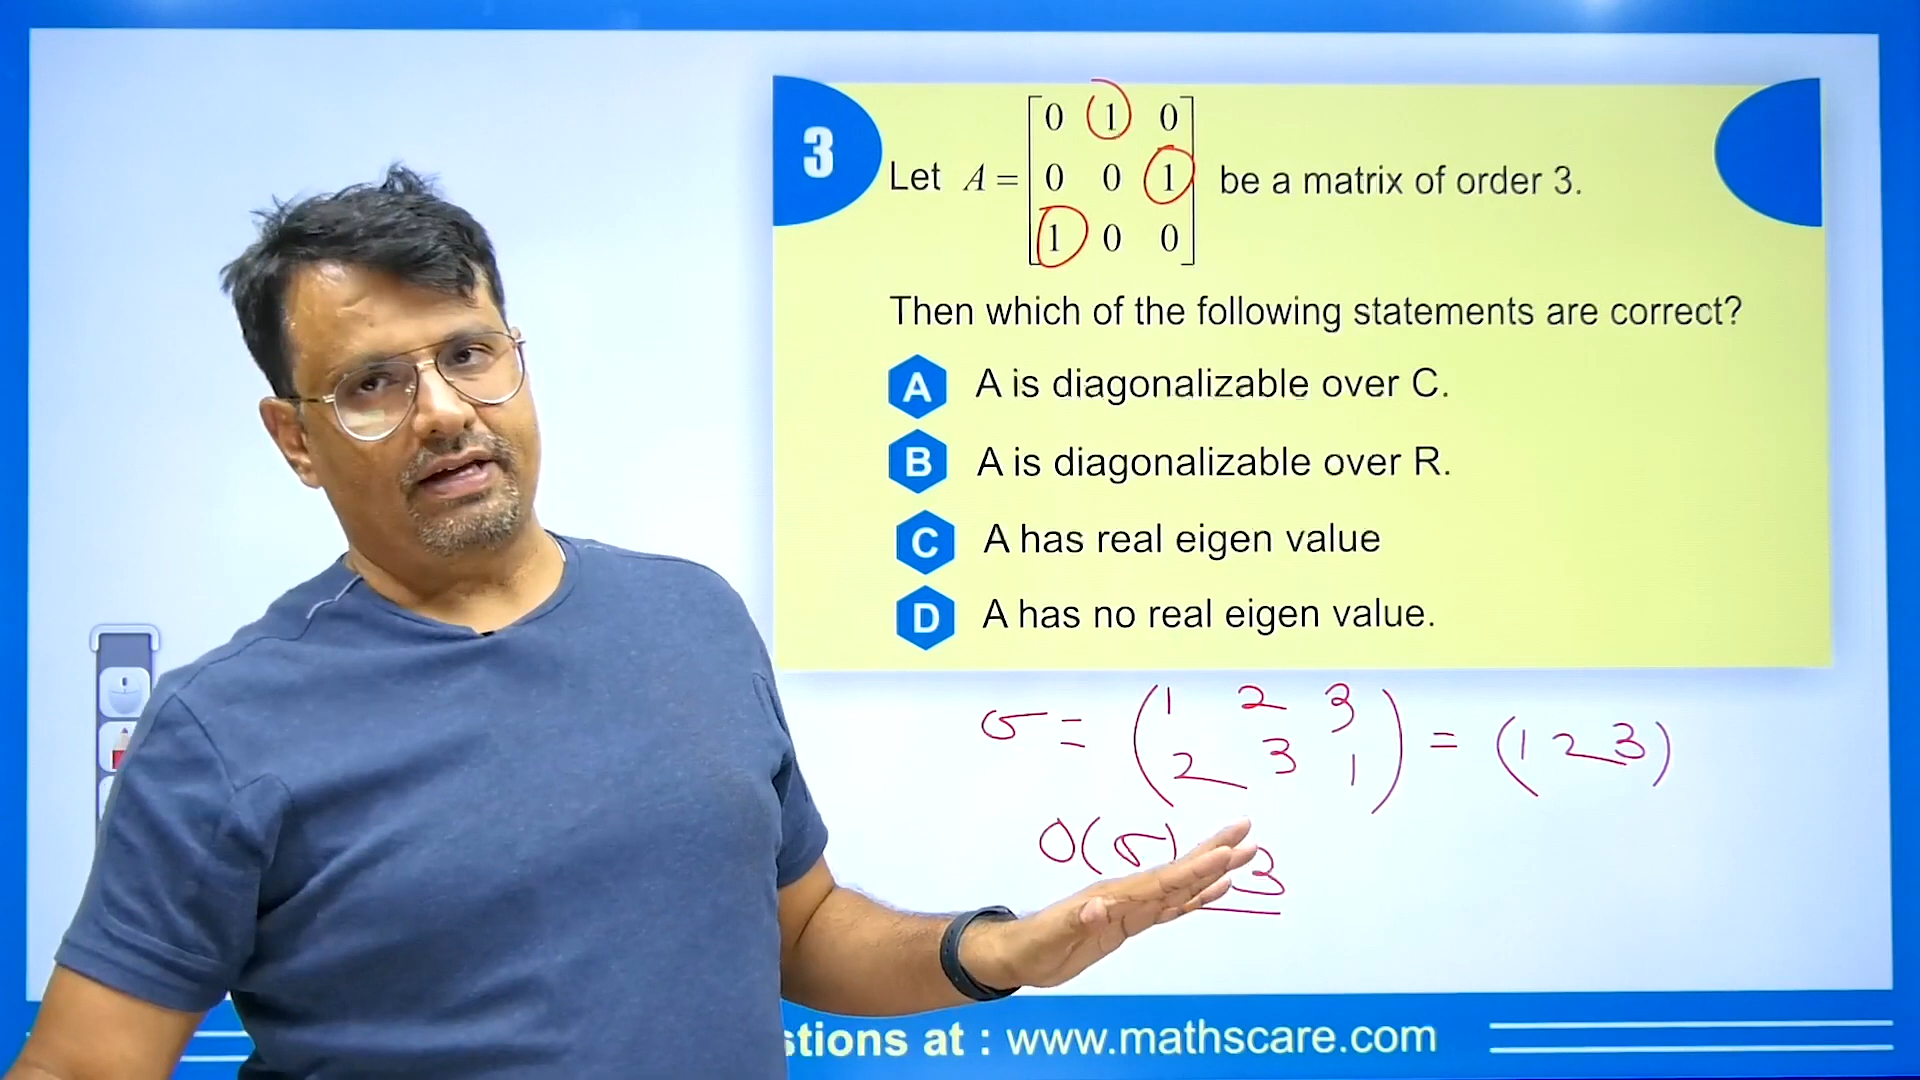 3
Let A = [0 1 0
0 0 1
1 0 0] be a matrix of order 3.
Then which of the following statements are correct?
A A is diagonalizable over C.
B A is diagonalizable over R.
C A has real eigen value
D A has no real eigen value.
σ = (1 2 3
2 3 1) = (1 2 3)
O(σ) 3
stions at : www.mathscare.com